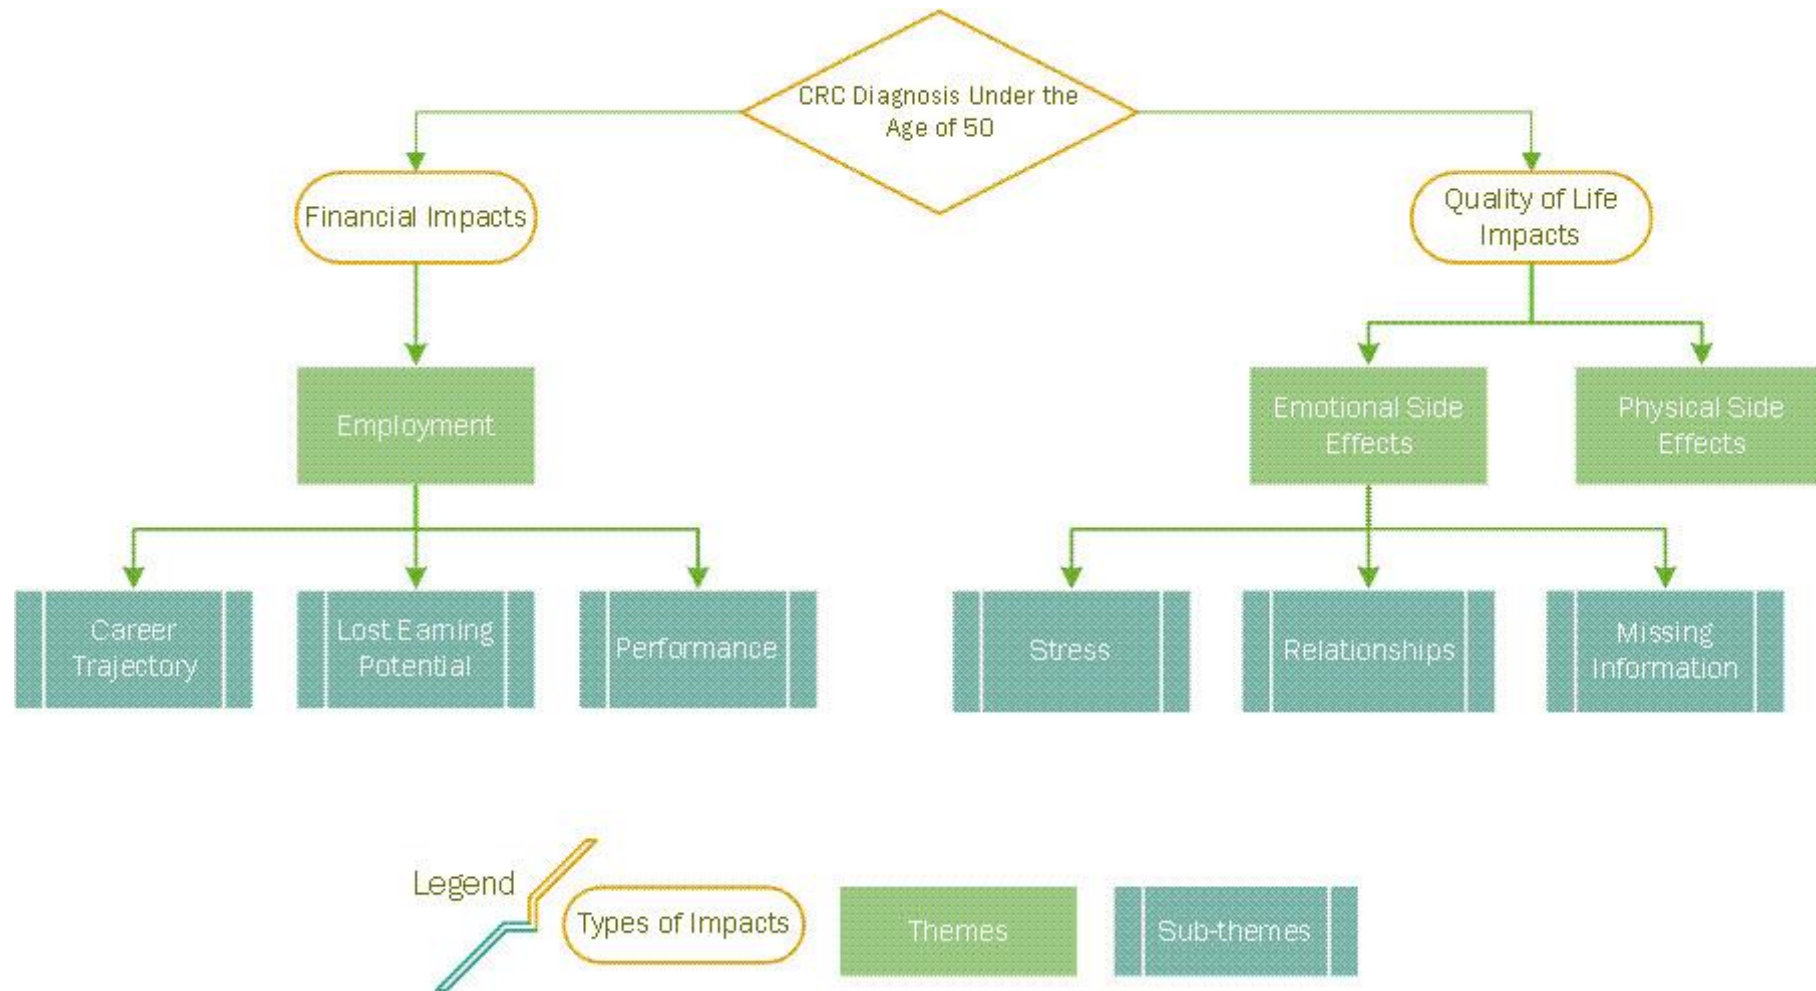 CRC Diagnosis Under the
Age of 50
Financial Impacts
Quality of Life
Impacts
Employment
Emotional Side
Effects
Physical Side
Effects
Career
Trajectory
Lost Earning
Potential
Performance
Stress
Relationships
Missing
Information
Legend
Types of Impacts
Themes
Sub-themes